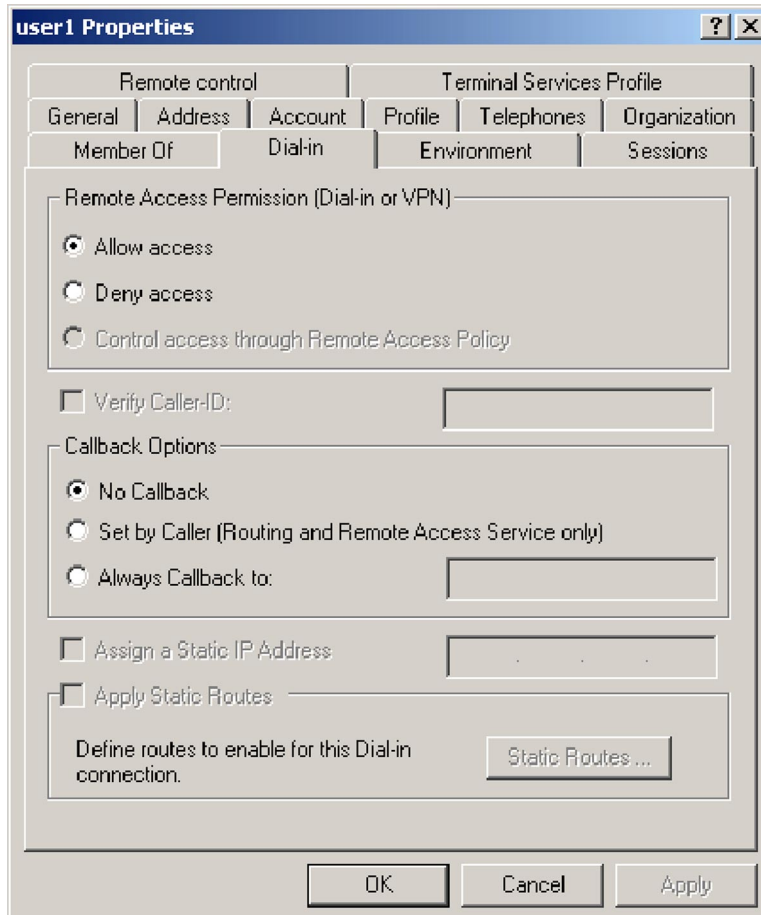 user1 Properties
Remote control Terminal Services Profile
General Address Account Profile Telephones Organization
Member Of Dial-in Environment Sessions
Remote Access Permission (Dial-in or VPN)
Allow access
Deny access
Control access through Remote Access Policy
Verify Caller-ID:
Callback Options
No Callback
Set by Caller (Routing and Remote Access Service only)
Always Callback to:
Assign a Static IP Address . . .
Apply Static Routes
Define routes to enable for this Dial-in
connection.
Static Routes ...
OK Cancel Apply